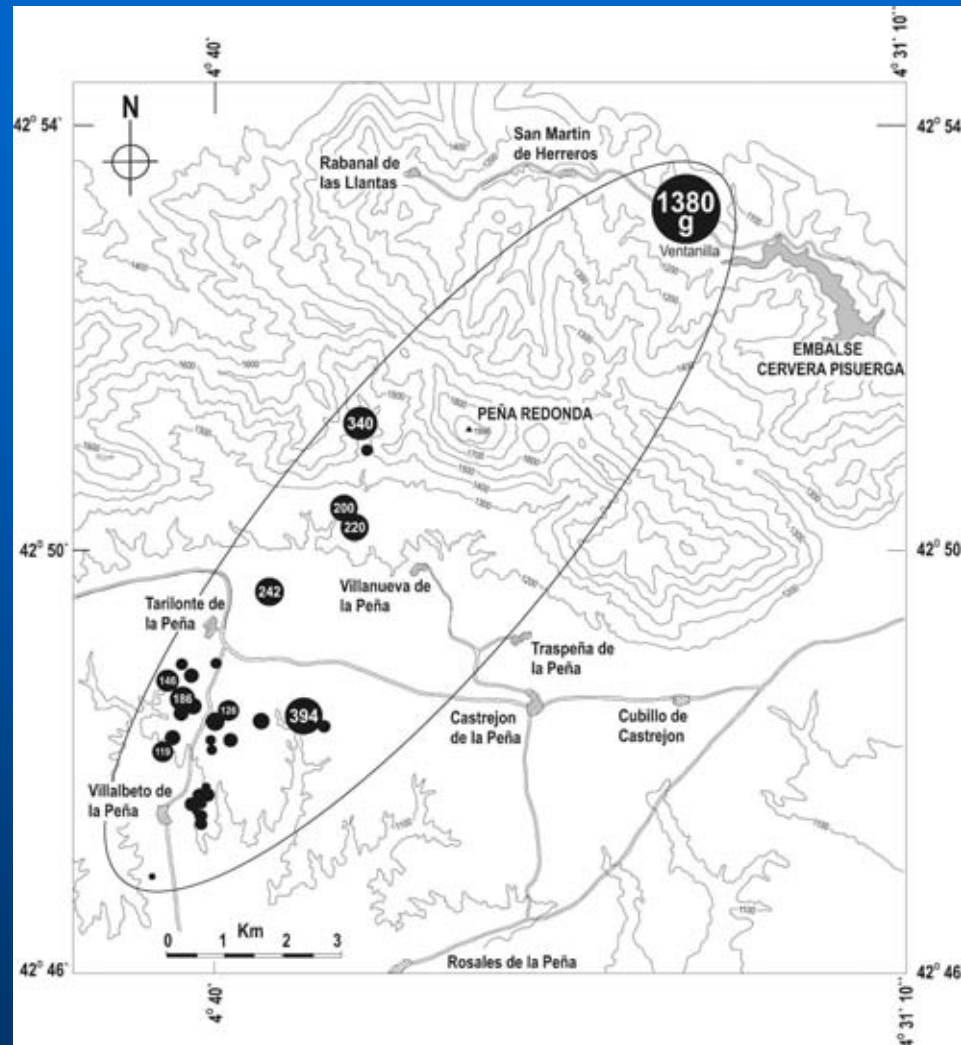 4° 40'
4° 31' 10"
N
42° 54'
42° 54'
San Martin
de Herreros
Rabanal de
las Llantas
1380
g
Ventanilla
EMBALSE
CERVERA PISUERGA
PEÑA REDONDA
340
200
220
42° 50'
42° 50'
242
Villanueva de
la Peña
Tarilonte de
la Peña
Traspeña de
la Peña
146
186
126
394
119
Castrejon
de la Peña
Cubillo de
Castrejon
Villalbeto de
la Peña
Km
0 1 2 3
Rosales de la Peña
42° 46'
42° 46'
4° 40'
4° 31' 10"